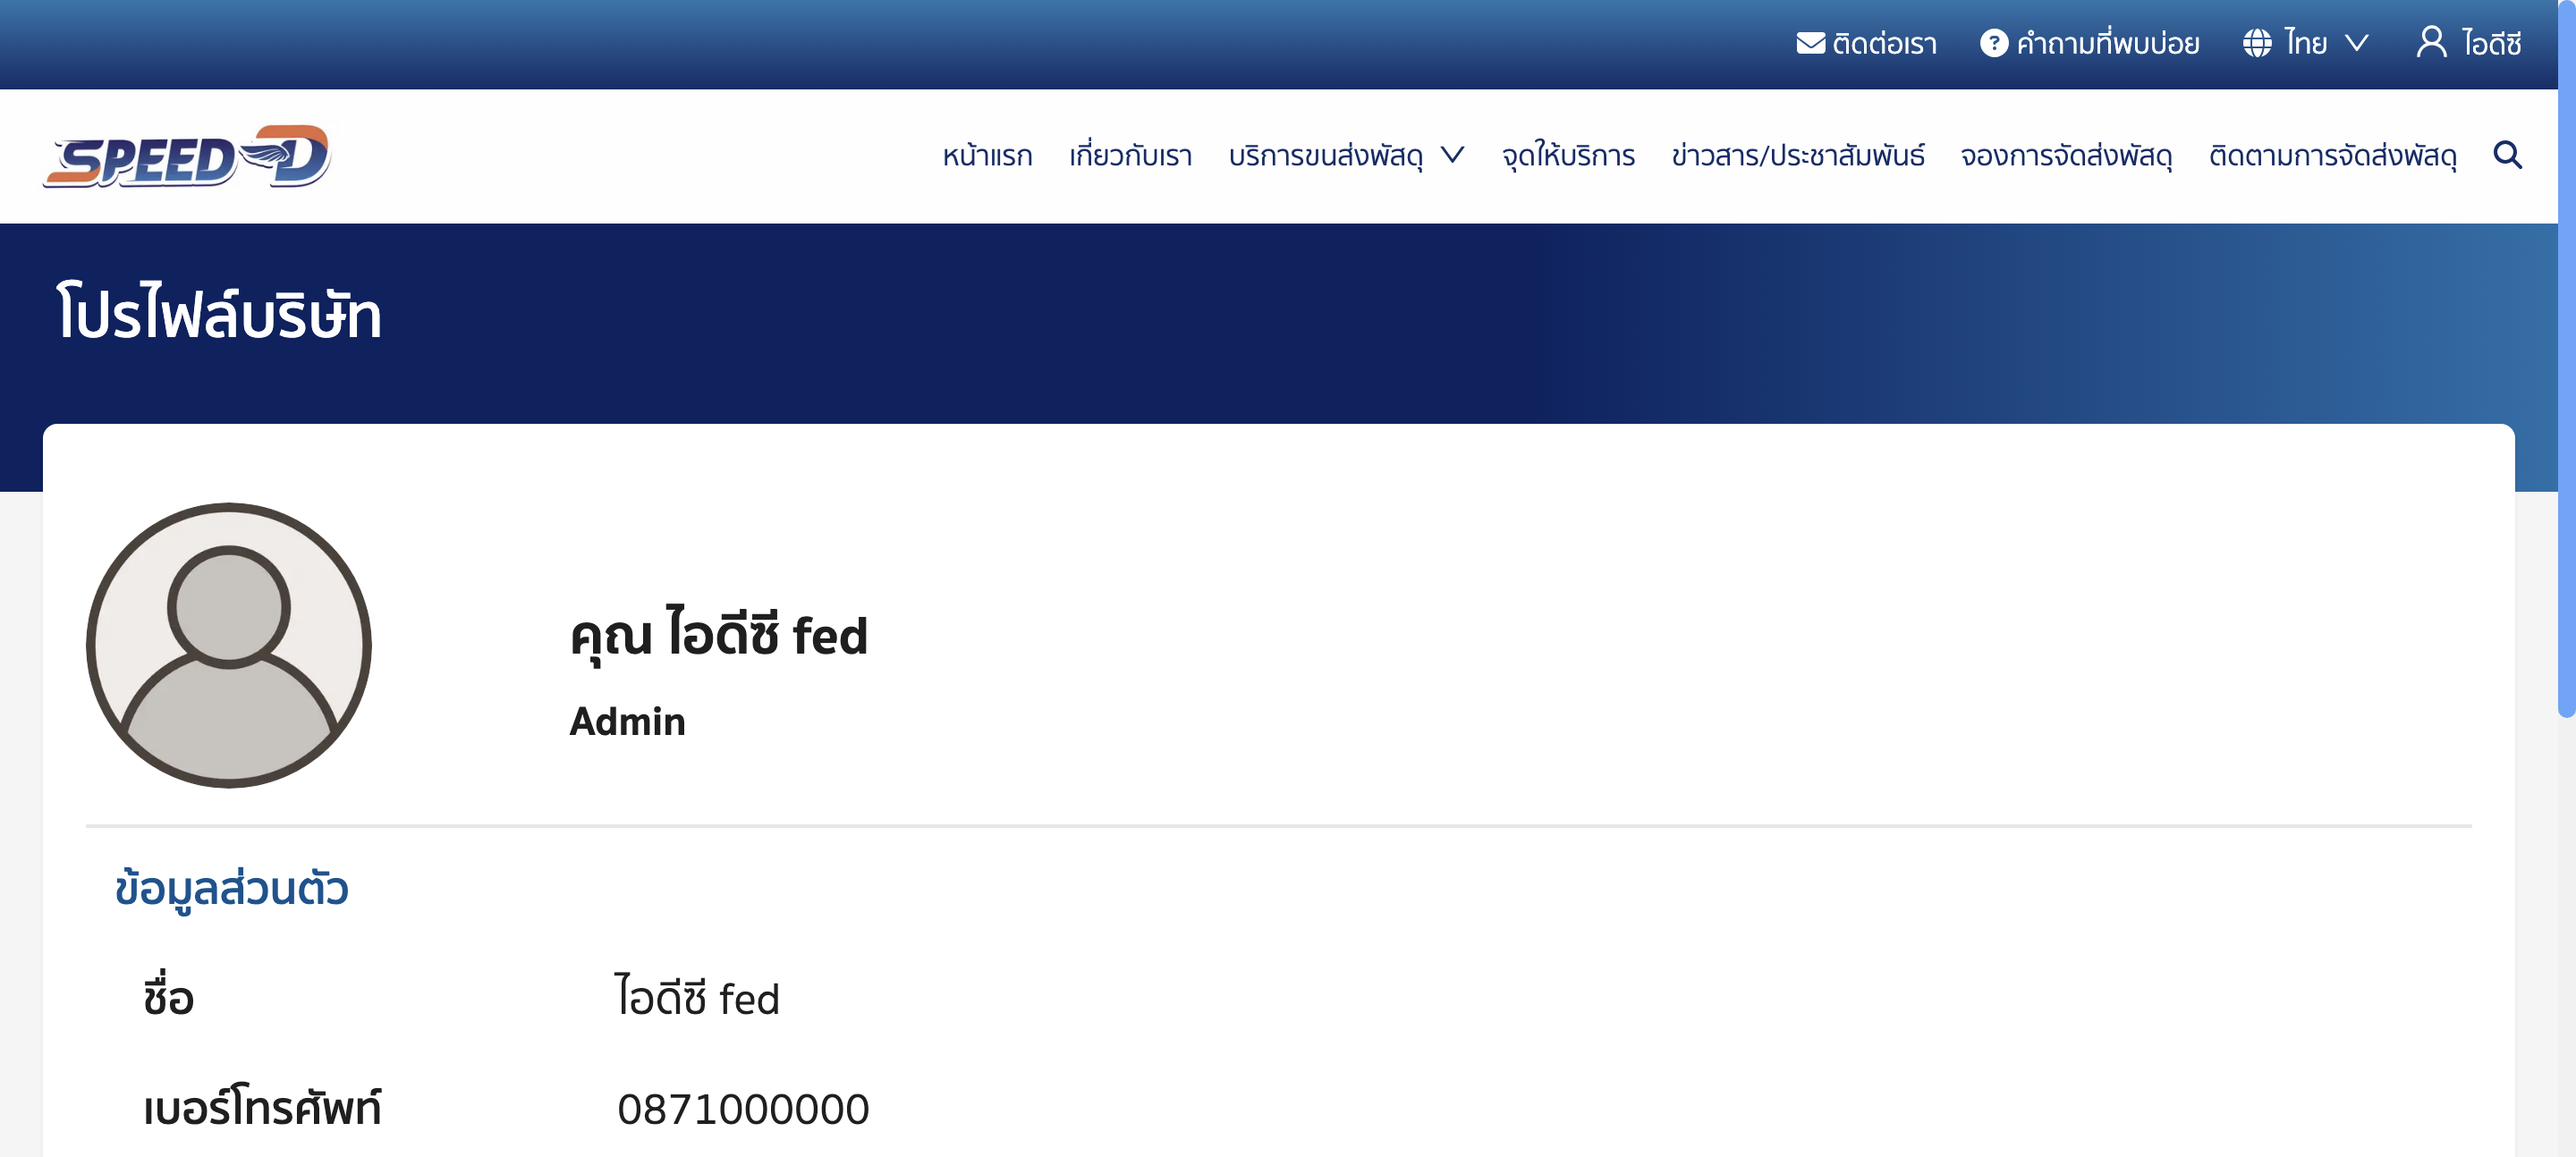 ติดต่อเรา คำถามที่พบบ่อย ไทย ไอดีซี
SPEED-D หน้าแรก เกี่ยวกับเรา บริการขนส่งพัสดุ จุดให้บริการ ข่าวสาร/ประชาสัมพันธ์ จองการจัดส่งพัสดุ ติดตามการจัดส่งพัสดุ
โปรไฟล์บริษัท
คุณ ไอดีซี fed
Admin
ข้อมูลส่วนตัว
ชื่อ ไอดีซี fed
เบอร์โทรศัพท์ 0871000000